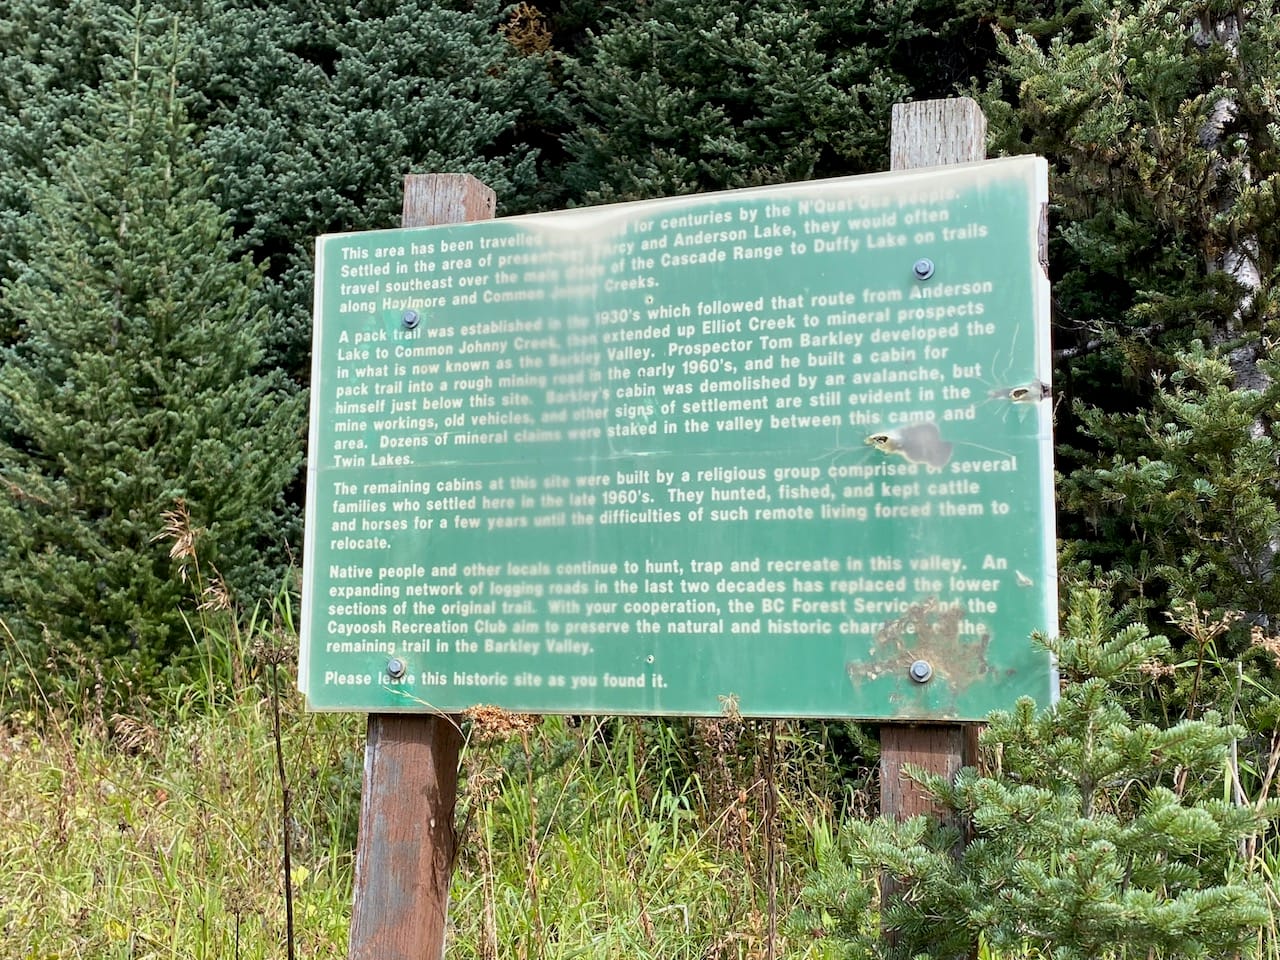 This area has been travelled for centuries by the N'Quat Qua people.
Settled in the area of present and Anderson Lake, they would often
travel southeast over the main of the Cascade Range to Duffy Lake on trails
along Haylmore and Common Creeks.
A pack trail was established in the 1930's which followed that route from Anderson
Lake to Common Johnny Creek, then extended up Elliot Creek to mineral prospects
in what is now known as the Barkley Valley. Prospector Tom Barkley developed the
pack trail into a rough mining road in the early 1960's, and he built a cabin for
himself just below this site. Barkley's cabin was demolished by an avalanche, but
mine workings, old vehicles, and other signs of settlement are still evident in the
area. Dozens of mineral claims were staked in the valley between this camp and
Twin Lakes.
The remaining cabins at this site were built by a religious group comprised of several
families who settled here in the late 1960's. They hunted, fished, and kept cattle
and horses for a few years until the difficulties of such remote living forced them to
relocate.
Native people and other locals continue to hunt, trap and recreate in this valley. An
expanding network of logging roads in the last two decades has replaced the lower
sections of the original trail. With your cooperation, the BC Forest Service and the
Cayoosh Recreation Club aim to preserve the natural and historic the
remaining trail in the Barkley Valley.
Please leave this historic site as you found it.